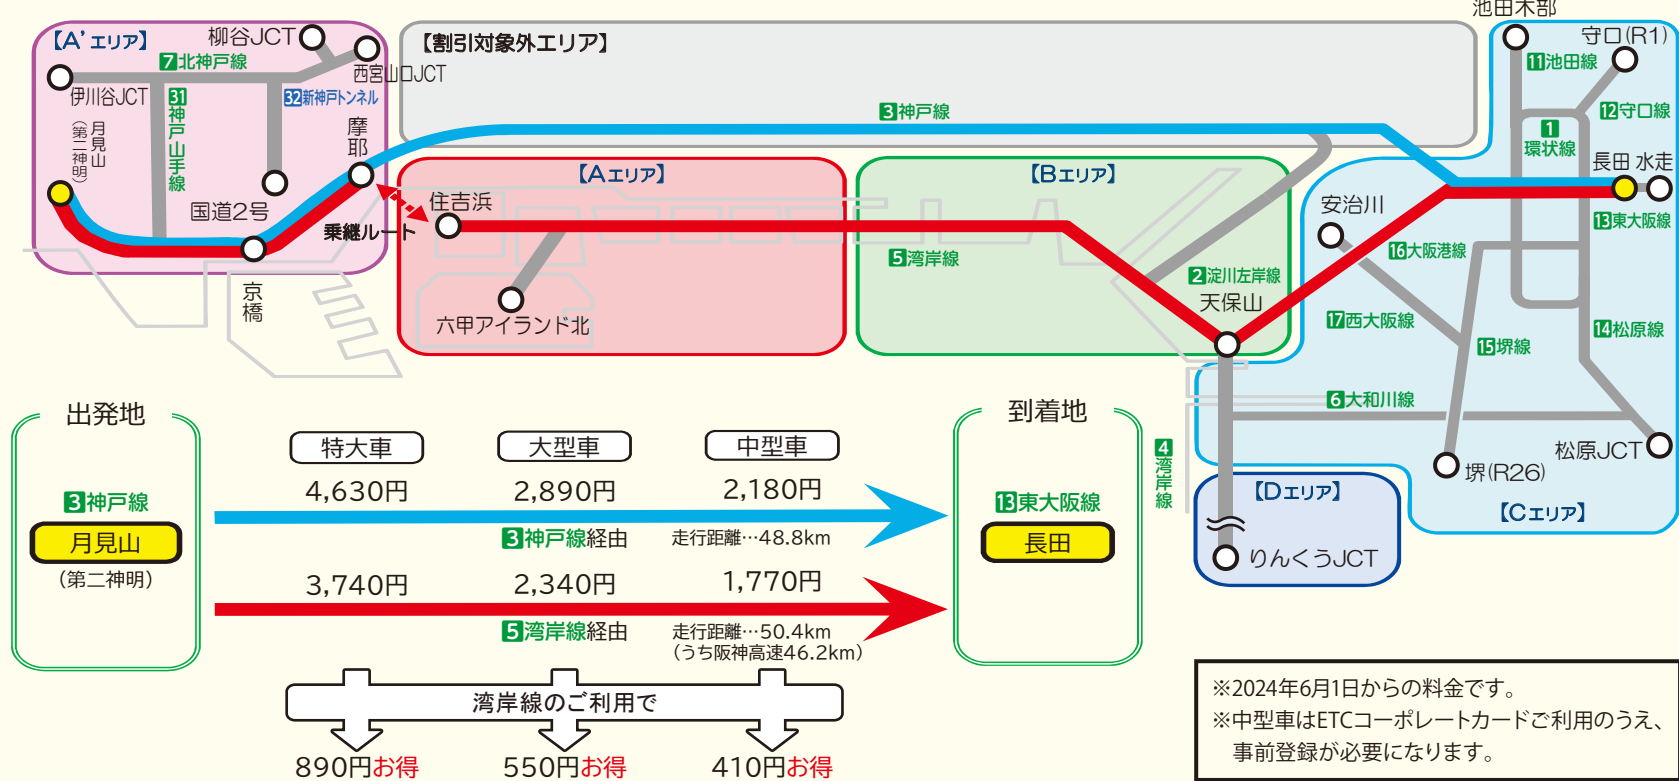 【A'エリア】
柳谷JCT
7北神戸線
西宮山口JCT
伊川谷JCT
月見山
(第二神明)
31神戸山手線
32新神戸トンネル
摩耶
国道2号
京橋
乗継ルート
【割引対象外エリア】
3神戸線
【Aエリア】
住吉浜
六甲アイランド北
【Bエリア】
5湾岸線
2淀川左岸線
天保山
池田木部
守口(R1)
11池田線
12守口線
1環状線
長田 水走
13東大阪線
安治川
16大阪港線
17西大阪線
14松原線
15堺線
6大和川線
松原JCT
堺(R26)
【Cエリア】
4湾岸線
【Dエリア】
りんくうJCT
出発地
3神戸線
月見山
(第二神明)
特大車 大型車 中型車
4,630円 2,890円 2,180円
3神戸線経由 走行距離…48.8km
3,740円 2,340円 1,770円
5湾岸線経由 走行距離…50.4km
(うち阪神高速46.2km)
到着地
13東大阪線
長田
湾岸線のご利用で
890円お得 550円お得 410円お得
※2024年6月1日からの料金です。
※中型車はETCコーポレートカードご利用のうえ、
事前登録が必要になります。